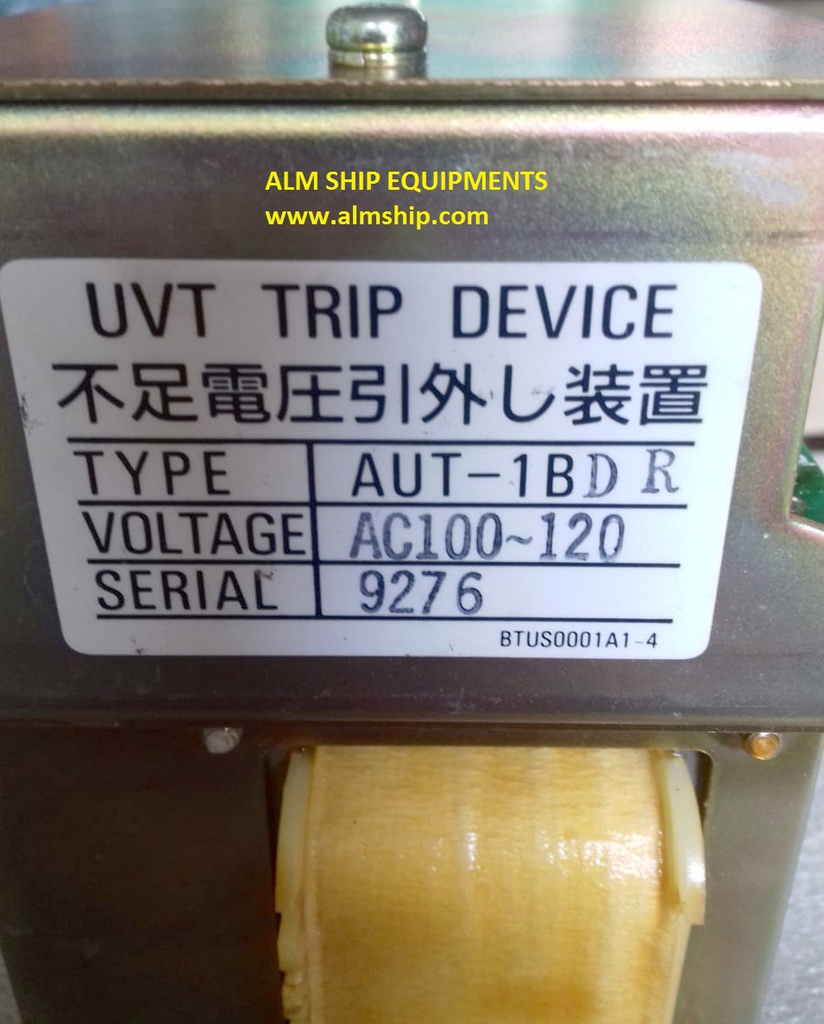 ALM SHIP EQUIPMENTS
www.almship.com
UVT TRIP DEVICE
不足電圧引外し装置
TYPE AUT-1BDR
VOLTAGE AC100~120
SERIAL 9276
BTUS0001A1-4